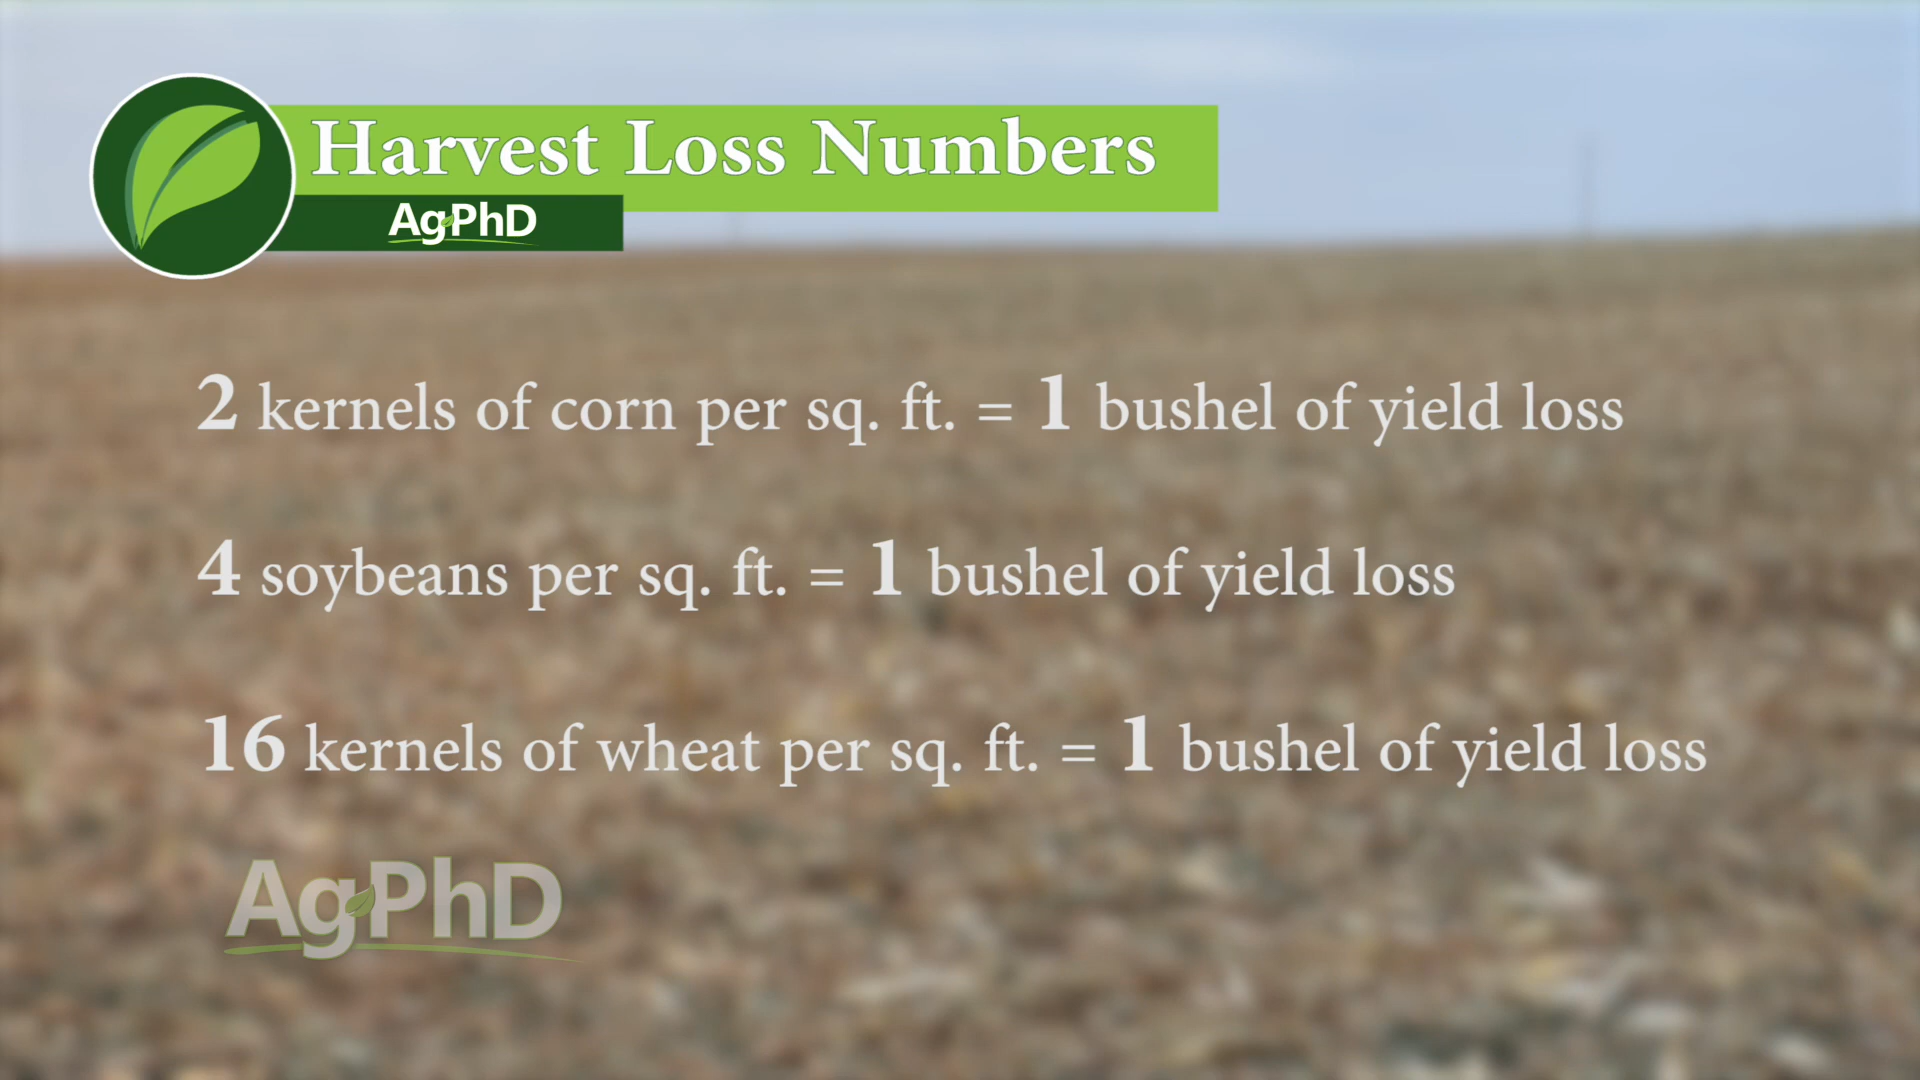 Harvest Loss Numbers
AgPhD
2 kernels of corn per sq. ft. = 1 bushel of yield loss
4 soybeans per sq. ft. = 1 bushel of yield loss
16 kernels of wheat per sq. ft. = 1 bushel of yield loss
AgPhD